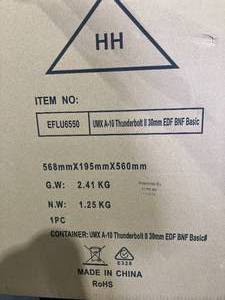 HH
ITEM NO:
EFLU6550 UMX A-10 Thunderbolt II 30mm EDF BNF Basic
568mmX195mmX560mm
G.W: 2.41 KG
N.W: 1.25 KG
1PC
CONTAINER: UMX A-10 Thunderbolt II 30mm EDF BNF Basic#
E328
MADE IN CHINA
RoHS